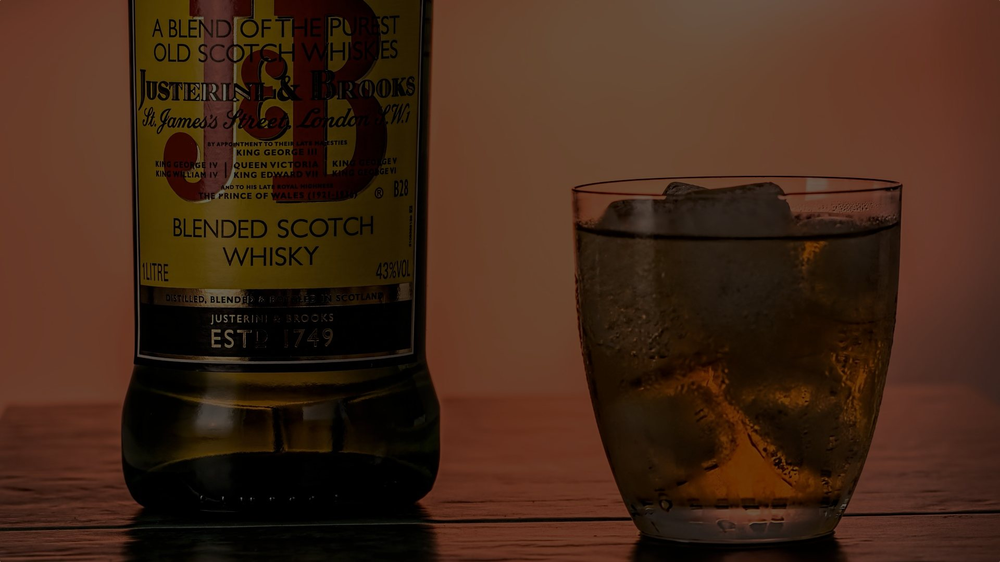 J&B
A BLEND OF THE PUREST
OLD SCOTCH WHISKIES
JUSTERINI & BROOKS
St. James's Street, London S.W.1
BY APPOINTMENT TO THEIR LATE MAJESTIES
KING GEORGE III
KING GEORGE IV | QUEEN VICTORIA | KING GEORGE V
KING WILLIAM IV | KING EDWARD VII | KING GEORGE VI
AND TO HIS LATE ROYAL HIGHNESS
THE PRINCE OF WALES (1921-1936)
® B28
BLENDED SCOTCH
WHISKY
1 LITRE 43%VOL
DISTILLED, BLENDED & BOTTLED IN SCOTLAND
JUSTERINI & BROOKS
ESTD 1749